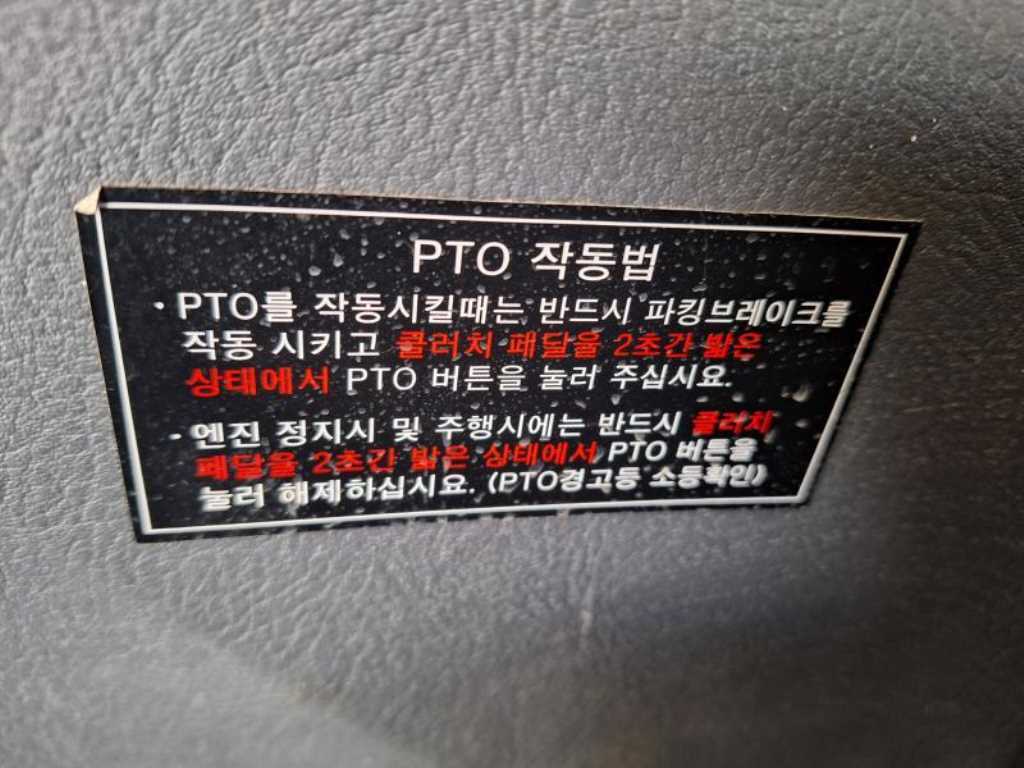 PTO 작동법
· PTO를 작동시킬때는 반드시 파킹브레이크를
작동 시키고 클러치 패달을 2초간 밟은
상태에서 PTO 버튼을 눌러 주십시요.
· 엔진 정지시 및 주행시에는 반드시 클러치
패달을 2초간 밟은 상태에서 PTO 버튼을
눌러 해제하십시요. (PTO경고등 소등확인)